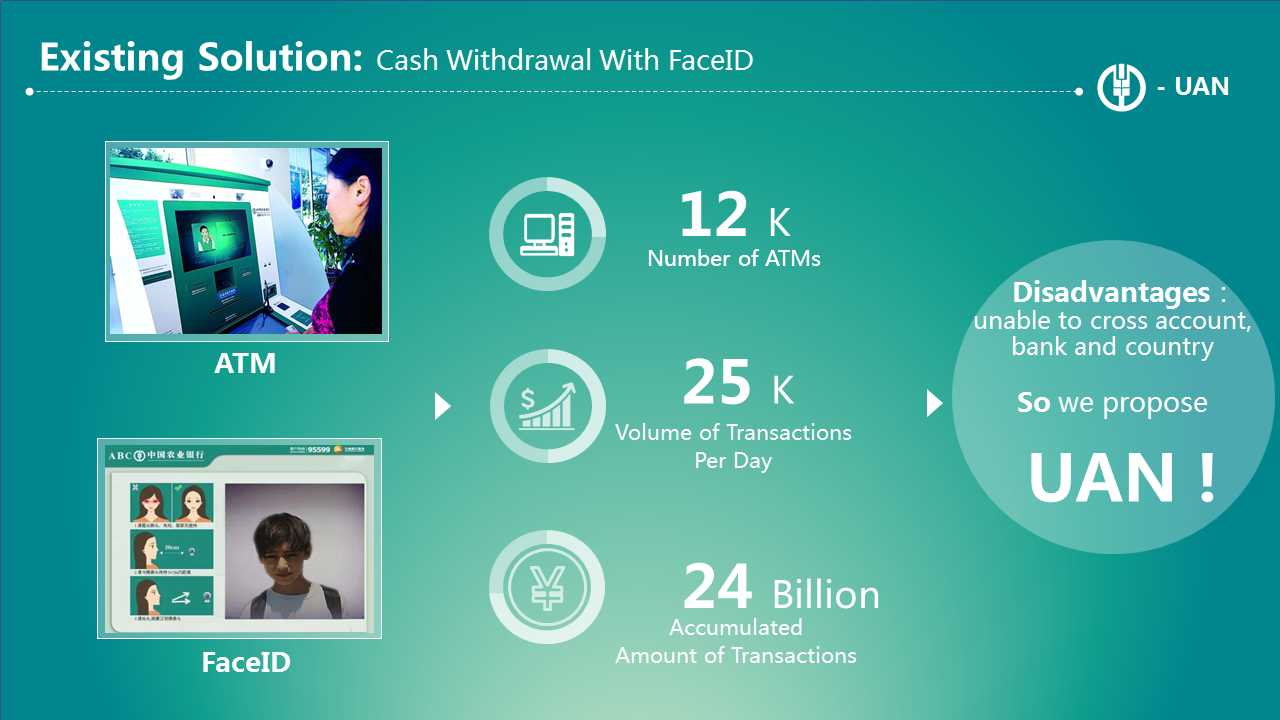 Existing Solution: Cash Withdrawal With FaceID
- UAN
ATM
ABC 中国农业银行
95599
50cm
FaceID
12 K
Number of ATMs
25 K
Volume of Transactions
Per Day
24 Billion
Accumulated
Amount of Transactions
Disadvantages :
unable to cross account,
bank and country
So we propose
UAN !